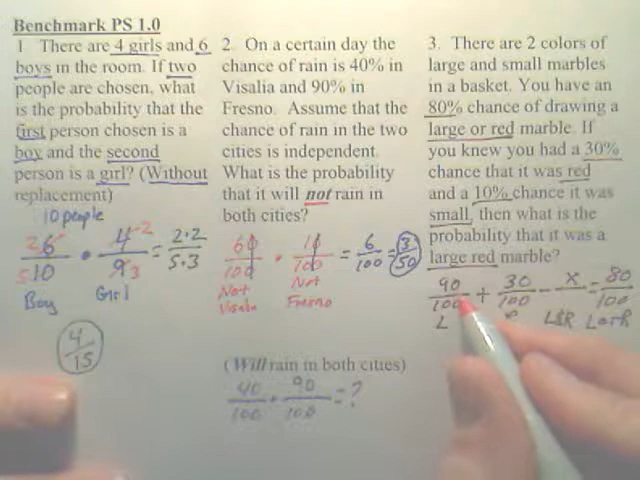 Benchmark PS 1.0
1. There are 4 girls and 6
boys in the room. If two
people are chosen, what
is the probability that the
first person chosen is a
boy and the second
person is a girl? (Without
replacement)
10 people
2 6 / 5 10 • 4 2 / 9 3 = 2·2 / 5·3
Boy Girl
4/15
2. On a certain day the
chance of rain is 40% in
Visalia and 90% in
Fresno. Assume that the
chance of rain in the two
cities is independent.
What is the probability
that it will not rain in
both cities?
60/100 • 10/100 = 6/100 = 3/50
Not Not
Visalia Fresno
(Will rain in both cities)
40/100 • 90/100 = ?
3. There are 2 colors of
large and small marbles
in a basket. You have an
80% chance of drawing a
large or red marble. If
you knew you had a 30%
chance that it was red
and a 10% chance it was
small, then what is the
probability that it was a
large red marble?
90/100 + 30/100 - x = 80/100
L L&R LorR